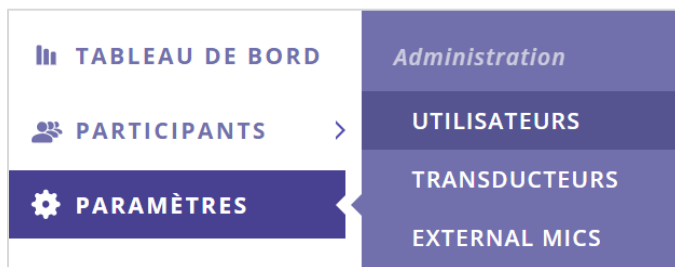 TABLEAU DE BORD
PARTICIPANTS
PARAMÈTRES
Administration
UTILISATEURS
TRANSDUCTEURS
EXTERNAL MICS